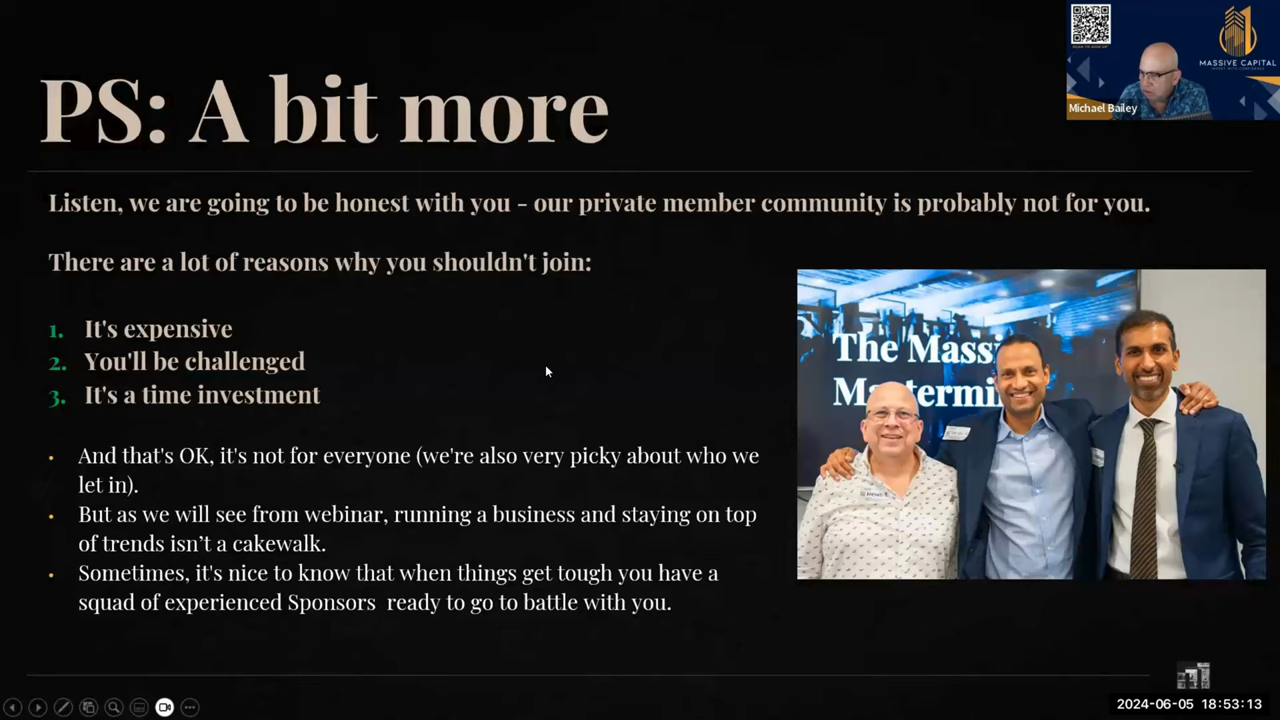 MASSIVE CAPITAL
INVEST WITH CONFIDENCE
Michael Bailey
PS: A bit more
Listen, we are going to be honest with you - our private member community is probably not for you.
There are a lot of reasons why you shouldn't join:
1. It's expensive
2. You'll be challenged
3. It's a time investment
• And that's OK, it's not for everyone (we're also very picky about who we
let in).
• But as we will see from webinar, running a business and staying on top
of trends isn’t a cakewalk.
• Sometimes, it's nice to know that when things get tough you have a
squad of experienced Sponsors ready to go to battle with you.
The Massi
Mastermi
2024-06-05 18:53:13